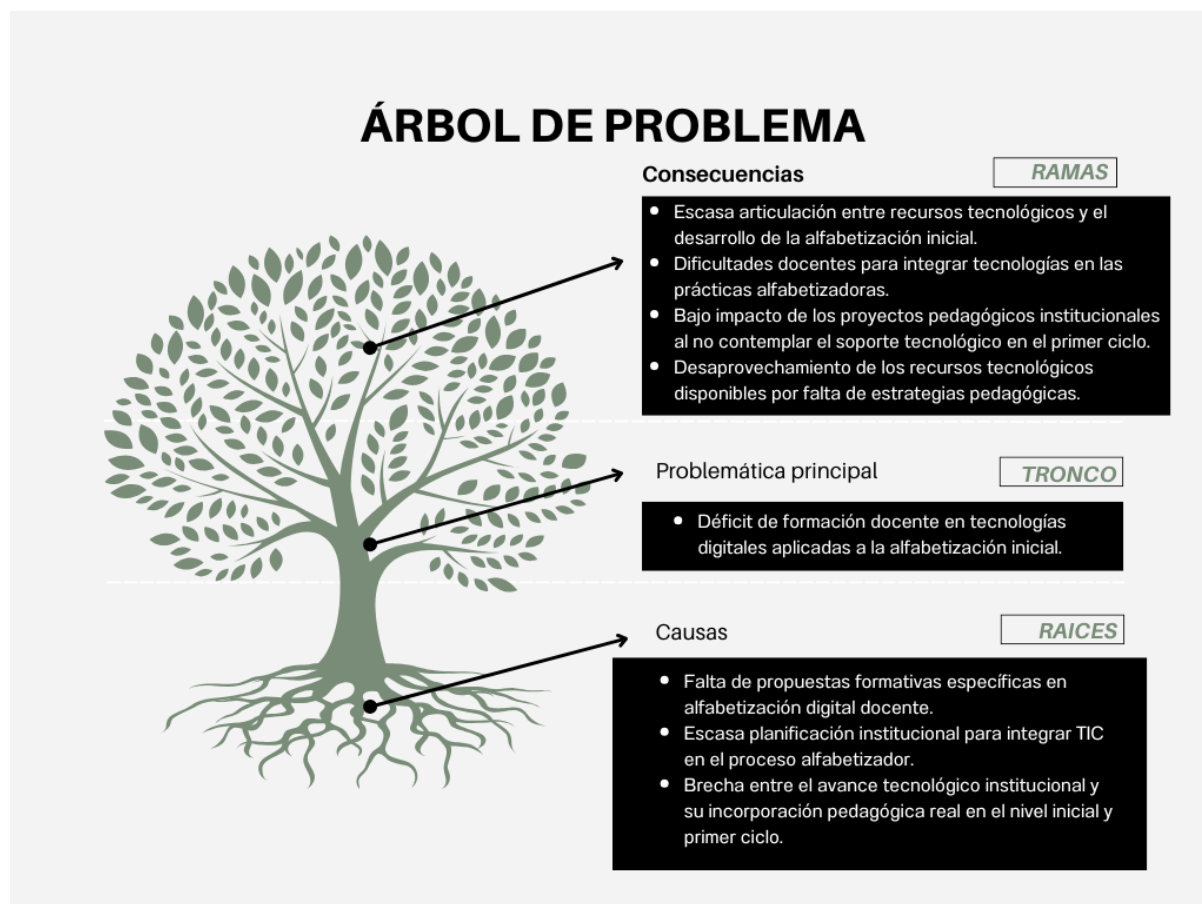 ÁRBOL DE PROBLEMA
Consecuencias
RAMAS
• Escasa articulación entre recursos tecnológicos y el
desarrollo de la alfabetización inicial.
• Dificultades docentes para integrar tecnologías en las
prácticas alfabetizadoras.
• Bajo impacto de los proyectos pedagógicos institucionales
al no contemplar el soporte tecnológico en el primer ciclo.
• Desaprovechamiento de los recursos tecnológicos
disponibles por falta de estrategias pedagógicas.
Problemática principal
TRONCO
• Déficit de formación docente en tecnologías
digitales aplicadas a la alfabetización inicial.
Causas
RAICES
• Falta de propuestas formativas específicas en
alfabetización digital docente.
• Escasa planificación institucional para integrar TIC
en el proceso alfabetizador.
• Brecha entre el avance tecnológico institucional y
su incorporación pedagógica real en el nivel inicial y
primer ciclo.